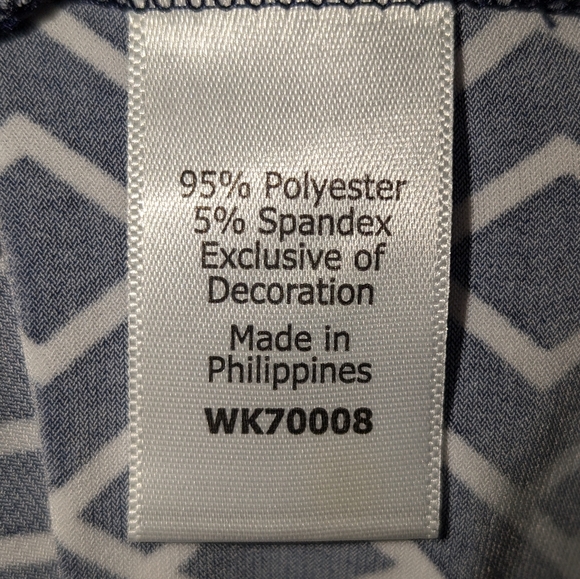 95% Polyester
5% Spandex
Exclusive of
Decoration
Made in
Philippines
WK70008